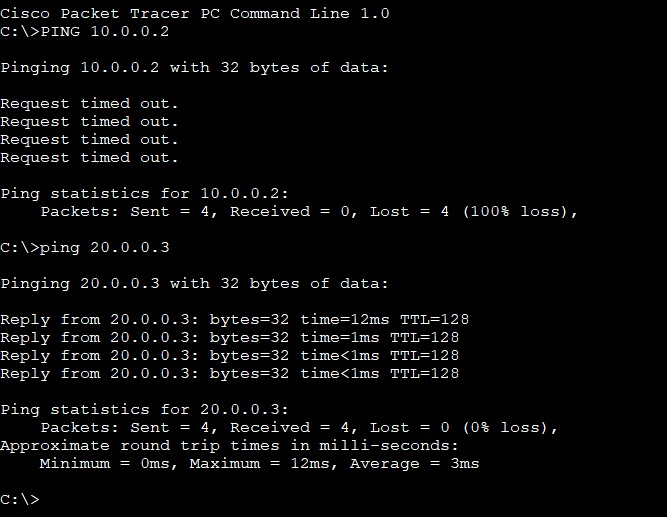 Cisco Packet Tracer PC Command Line 1.0
C:\>PING 10.0.0.2
Pinging 10.0.0.2 with 32 bytes of data:
Request timed out.
Request timed out.
Request timed out.
Request timed out.
Ping statistics for 10.0.0.2:
Packets: Sent = 4, Received = 0, Lost = 4 (100% loss),
C:\>ping 20.0.0.3
Pinging 20.0.0.3 with 32 bytes of data:
Reply from 20.0.0.3: bytes=32 time=12ms TTL=128
Reply from 20.0.0.3: bytes=32 time=1ms TTL=128
Reply from 20.0.0.3: bytes=32 time<1ms TTL=128
Reply from 20.0.0.3: bytes=32 time<1ms TTL=128
Ping statistics for 20.0.0.3:
Packets: Sent = 4, Received = 4, Lost = 0 (0% loss),
Approximate round trip times in milli-seconds:
Minimum = 0ms, Maximum = 12ms, Average = 3ms
C:\>